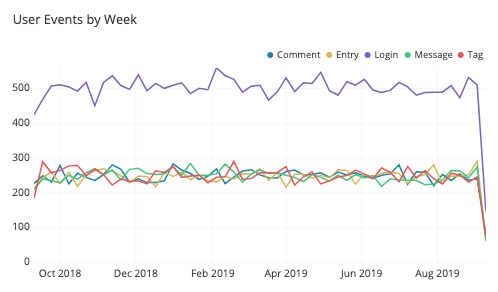 User Events by Week
Comment Entry Login Message Tag
500
400
300
200
100
0
Oct 2018 Dec 2018 Feb 2019 Apr 2019 Jun 2019 Aug 2019